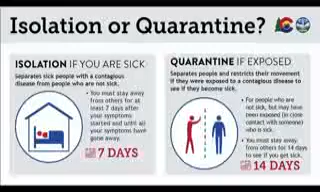 Isolation or Quarantine?
ISOLATION IF YOU ARE SICK
Separates sick people with a contagious
disease from people who are not sick.
• You must stay away
from others for at
least 7 days after
your symptoms
started and until all
your symptoms have
gone away.
7 DAYS
QUARANTINE IF EXPOSED
Separates people and restricts their movement
if they were exposed to a contagious disease to
see if they become sick.
• For people who are
not sick, but may have
been exposed (in close
contact with someone)
who is sick.
• You must stay away
from others for 14 days
to see if you get sick.
14 DAYS